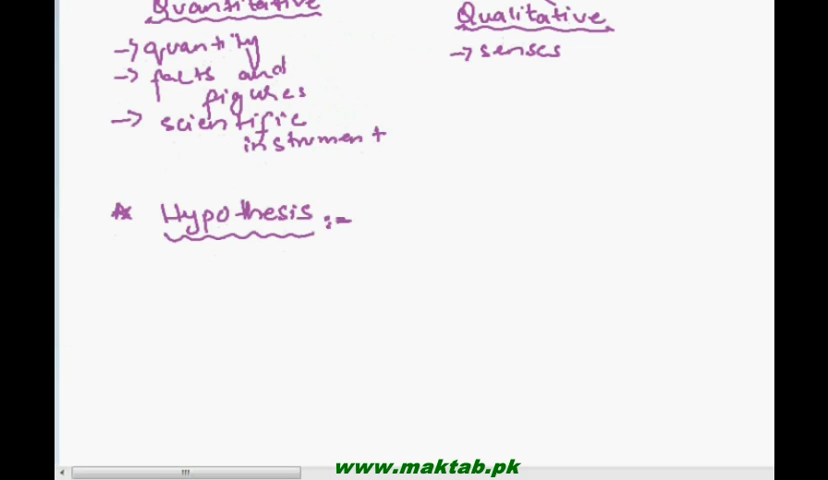 Quantitative
Qualitative
→ quantity
→ senses
→ facts and
figures
→ scientific
instrument
* Hypothesis :-
www.maktab.pk